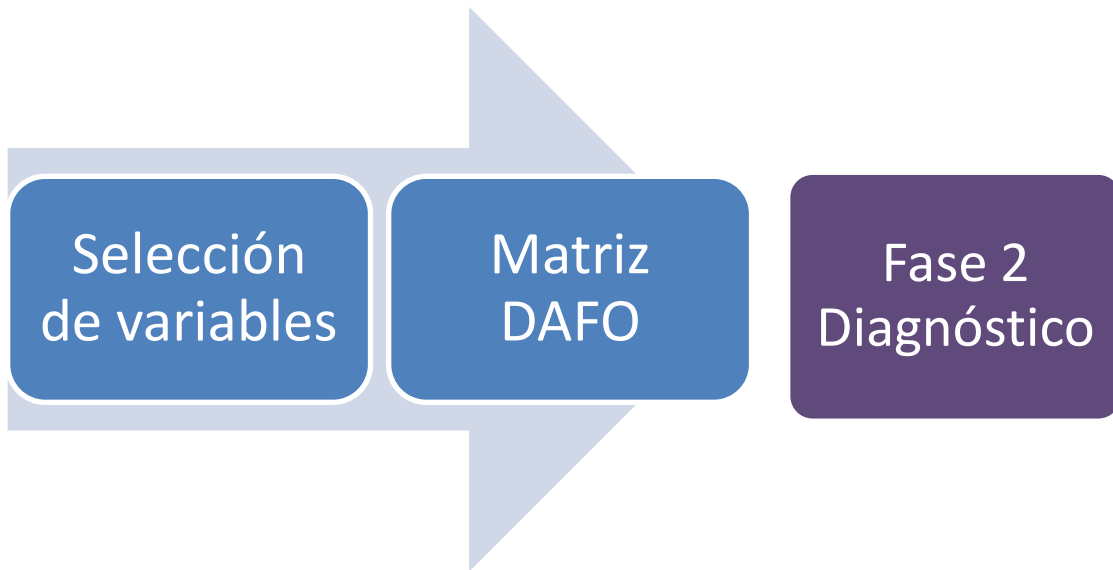 Selección
de variables
Matriz
DAFO
Fase 2
Diagnóstico